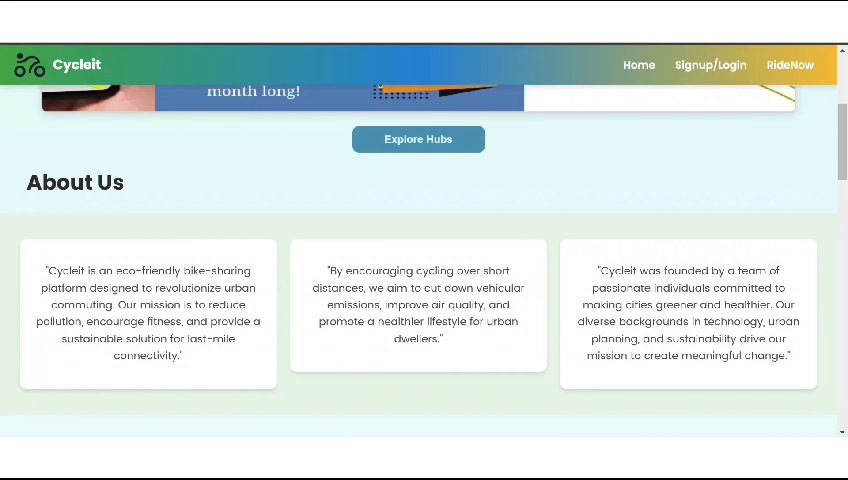 Cycleit
Home Signup/Login RideNow
month long!
Explore Hubs
About Us
"Cycleit is an eco-friendly bike-sharing
platform designed to revolutionize urban
commuting. Our mission is to reduce
pollution, encourage fitness, and provide a
sustainable solution for last-mile
connectivity."
"By encouraging cycling over short
distances, we aim to cut down vehicular
emissions, improve air quality, and
promote a healthier lifestyle for urban
dwellers."
"Cycleit was founded by a team of
passionate individuals committed to
making cities greener and healthier. Our
diverse backgrounds in technology, urban
planning, and sustainability drive our
mission to create meaningful change."